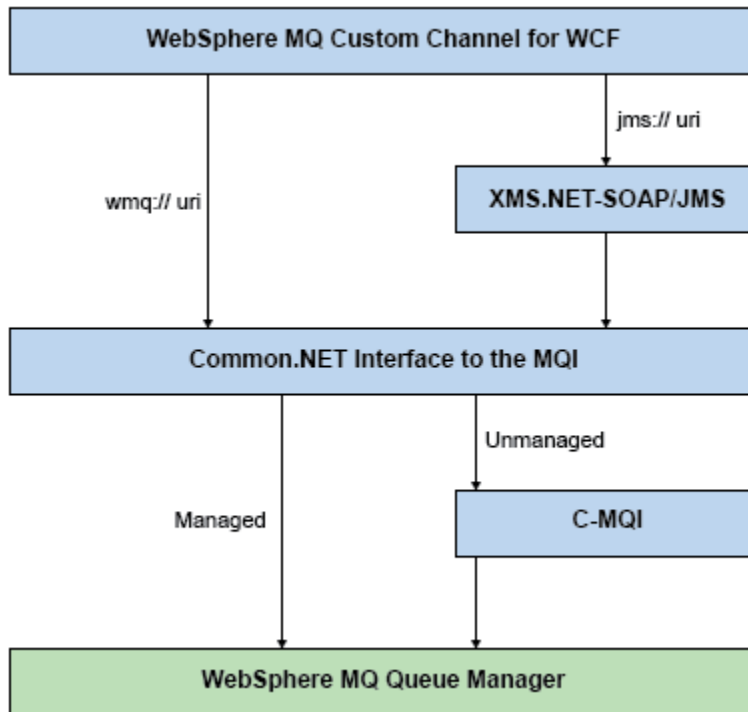 WebSphere MQ Custom Channel for WCF
jms:// uri
wmq:// uri
XMS.NET-SOAP/JMS
Common.NET Interface to the MQI
Unmanaged
Managed
C-MQI
WebSphere MQ Queue Manager